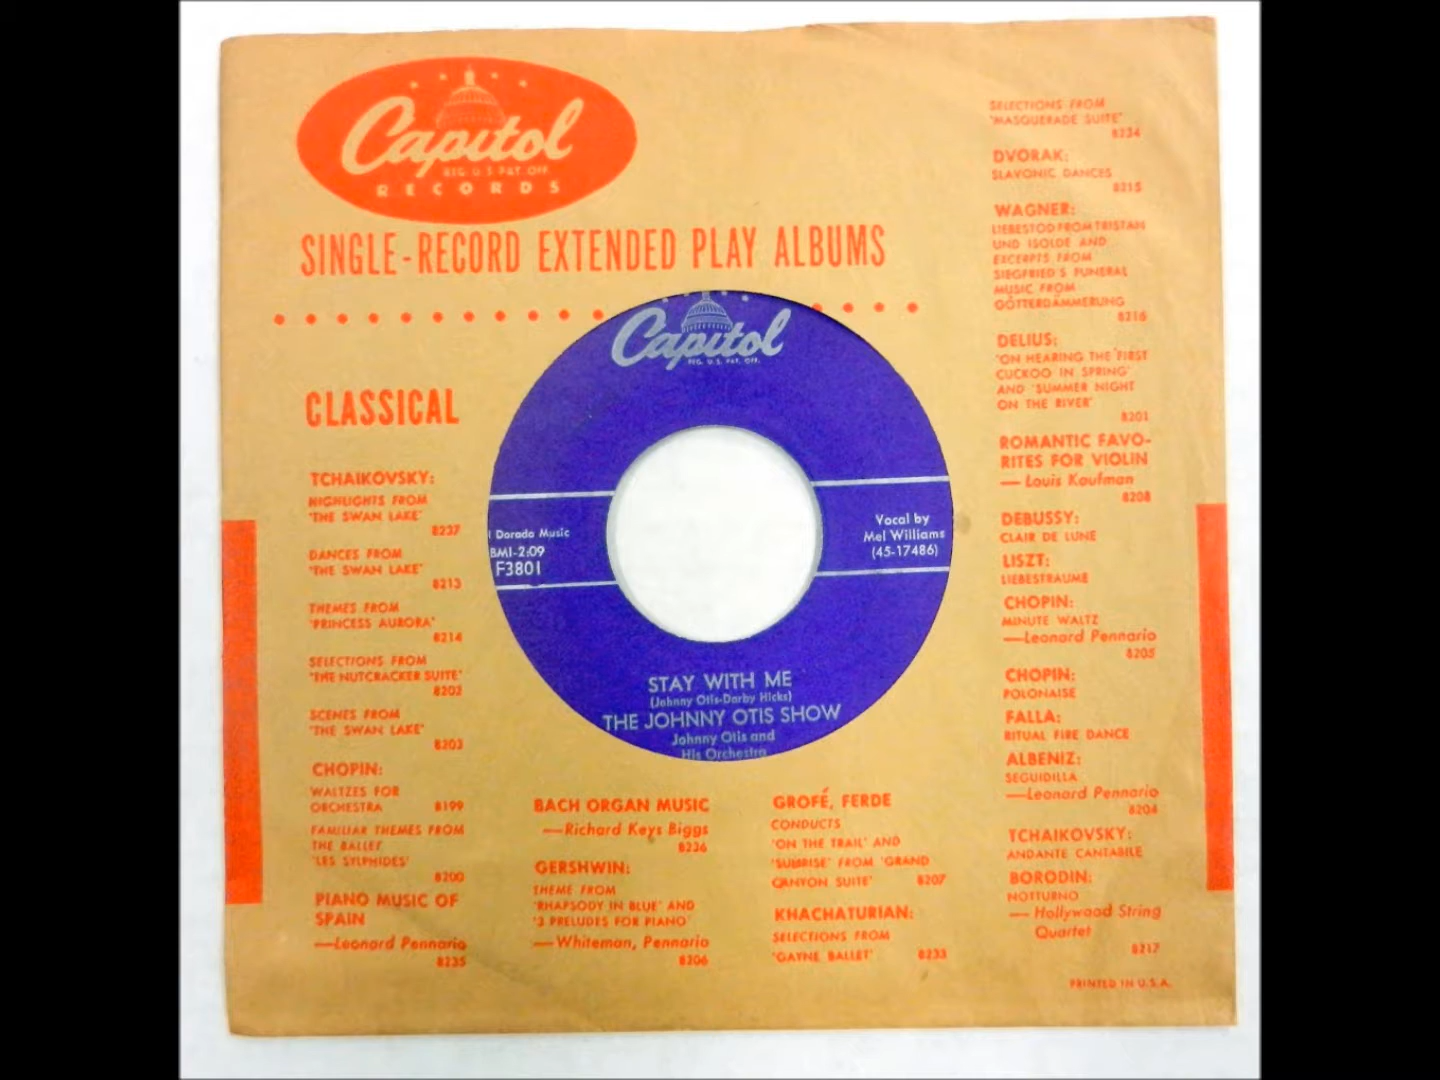 Capitol
REG. U.S. PAT. OFF.
RECORDS
SINGLE-RECORD EXTENDED PLAY ALBUMS
CLASSICAL
TCHAIKOVSKY:
HIGHLIGHTS FROM
'THE SWAN LAKE'
8237
DANCES FROM
'THE SWAN LAKE'
8213
THEMES FROM
'PRINCESS AURORA'
8214
SELECTIONS FROM
'THE NUTCRACKER SUITE'
8202
SCENES FROM
'THE SWAN LAKE'
8203
CHOPIN:
WALTZES FOR
ORCHESTRA 8199
FAMILIAR THEMES FROM
THE BALLET
'LES SYLPHIDES'
8200
PIANO MUSIC OF
SPAIN
—Leonard Pennario
8235
Capitol
REG. U.S. PAT. OFF.
l Dorado Music
BMI-2:09
F3801
Vocal by
Mel Williams
(45-17486)
STAY WITH ME
(Johnny Otis-Darby Hicks)
THE JOHNNY OTIS SHOW
Johnny Otis and
His Orchestra
BACH ORGAN MUSIC
—Richard Keys Biggs
8236
GERSHWIN:
THEME FROM
'RHAPSODY IN BLUE' AND
'3 PRELUDES FOR PIANO'
—Whiteman, Pennario
8206
GROFÉ, FERDE
CONDUCTS
'ON THE TRAIL' AND
'SUNRISE' FROM 'GRAND
CANYON SUITE' 8207
KHACHATURIAN:
SELECTIONS FROM
'GAYNE BALLET' 8233
SELECTIONS FROM
'MASQUERADE SUITE'
8234
DVORAK:
SLAVONIC DANCES
8215
WAGNER:
LIEBESTOD FROM TRISTAN
UND ISOLDE AND
EXCERPTS FROM
SIEGFRIED'S FUNERAL
MUSIC FROM
GÖTTERDÄMMERUNG
8216
DELIUS:
'ON HEARING THE FIRST
CUCKOO IN SPRING'
AND 'SUMMER NIGHT
ON THE RIVER'
8201
ROMANTIC FAVO-
RITES FOR VIOLIN
— Louis Kaufman
8208
DEBUSSY:
CLAIR DE LUNE
LISZT:
LIEBESTRAUME
CHOPIN:
MINUTE WALTZ
—Leonard Pennario
8205
CHOPIN:
POLONAISE
FALLA:
RITUAL FIRE DANCE
ALBENIZ:
SEGUIDILLA
—Leonard Pennario
8204
TCHAIKOVSKY:
ANDANTE CANTABILE
BORODIN:
NOTTURNO
— Hollywood String
Quartet
8217
PRINTED IN U.S.A.